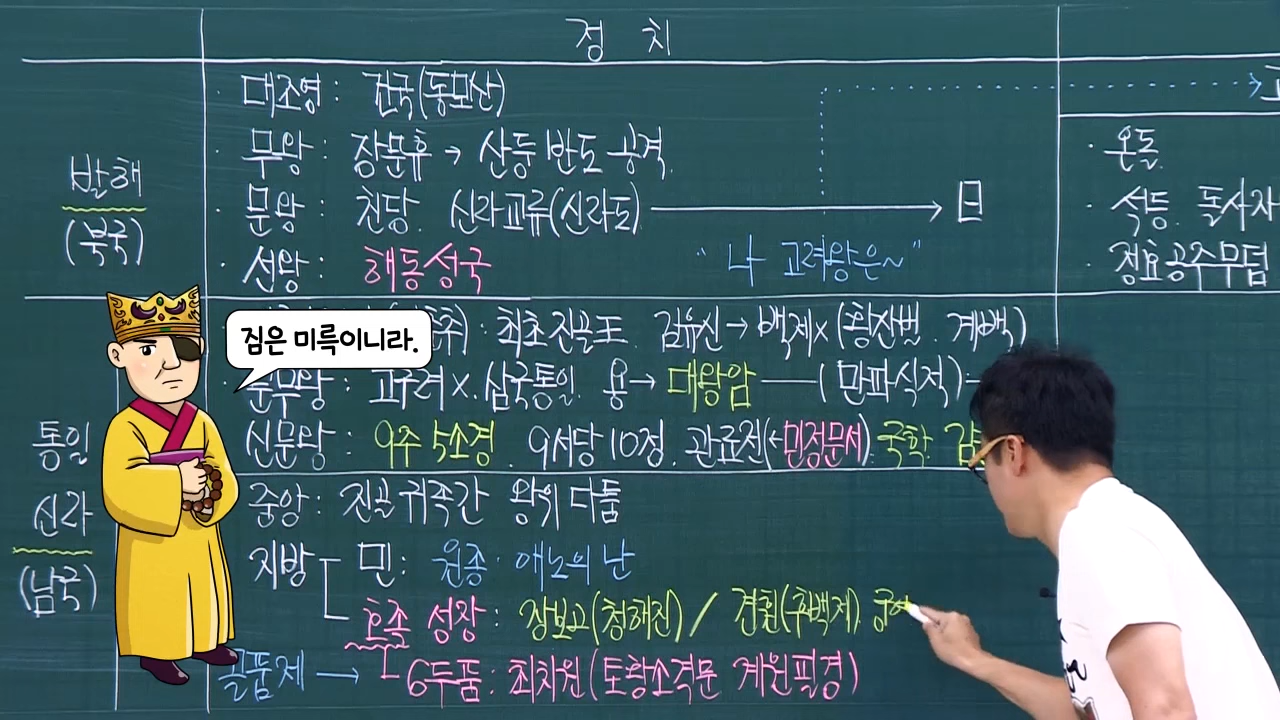 정 치
· 대조영 : 건국(동모산)
발해
(북국)
· 무왕 : 장문휴 → 산둥 반도 공격
· 문왕 : 친당. 신라교류(신라도) → 日
· 선왕 : 해동성국
“나 고려왕은~”
· 온돌
· 석등. 돌사자
정효공주무덤
짐은 미륵이니라.
최초 진골王. 김유신→백제×(황산벌. 계백)
문무왕 : 고구려×. 삼국통일. 용→ 대왕암 —(만파식적)-
통일
신라
(남국)
신문왕 : 9주 5소경. 9서당 10정. 관료전(←민정문서). 국학
중앙 : 진골 귀족간 왕위 다툼
지방 민 : 원종·애노의 난
호족 성장 : 장보고(청해진) / 견훤(후백제).
골품제 → 6두품 : 최치원(토황소격문 계원필경)